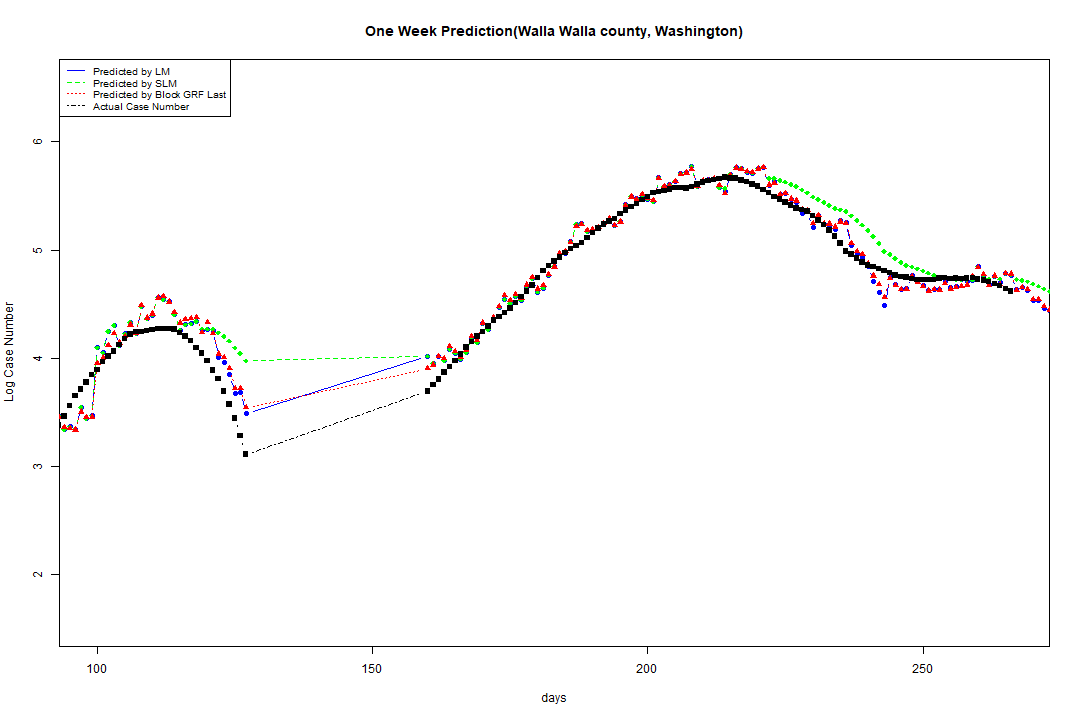 One Week Prediction(Walla Walla county, Washington)
Predicted by LM
Predicted by SLM
Predicted by Block GRF Last
Actual Case Number
Log Case Number
6
5
4
3
2
100 150 200 250
days